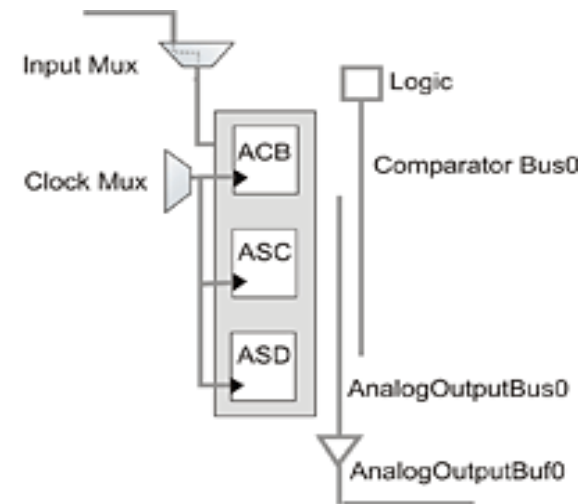 Input Mux
Logic
ACB
Comparator Bus0
Clock Mux
ASC
ASD
AnalogOutputBus0
AnalogOutputBuf0